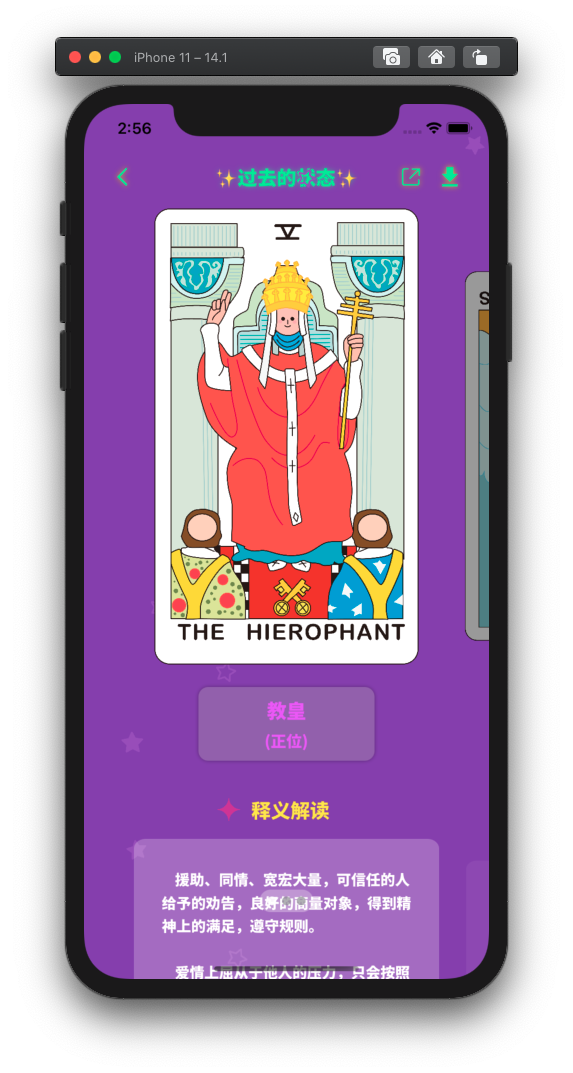 iPhone 11 – 14.1
2:56
✨过去的状态✨
V
THE HIEROPHANT
S
教皇
(正位)
释义解读
援助、同情、宽宏大量，可信任的人
给予的劝告，良好的商量对象，得到精
神上的满足，遵守规则。
爱情上屈从于他人的压力，只会按照